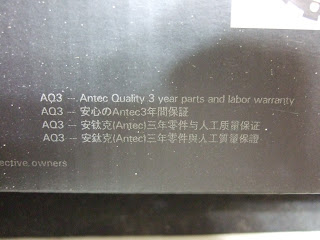 AQ3 -- Antec Quality 3 year parts and labor warranty
AQ3 -- 安心のAntec3年間保証
AQ3 -- 安鈦克(Antec)三年零件与人工质量保证
AQ3 -- 安鈦克(Antec)三年零件與人工質量保證
ective owners